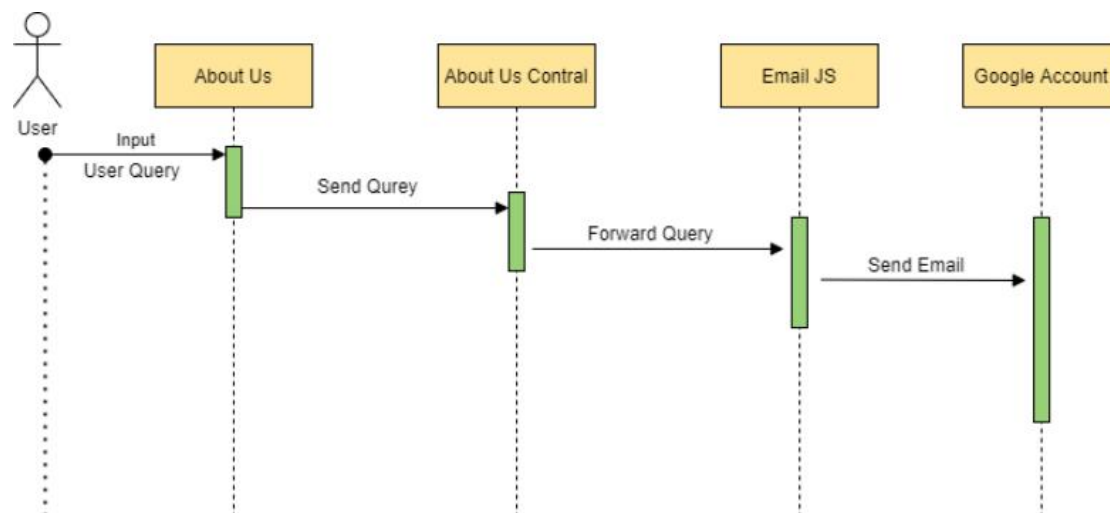 About Us
About Us Contral
Email JS
Google Account
User
Input
User Query
Send Qurey
Forward Query
Send Email